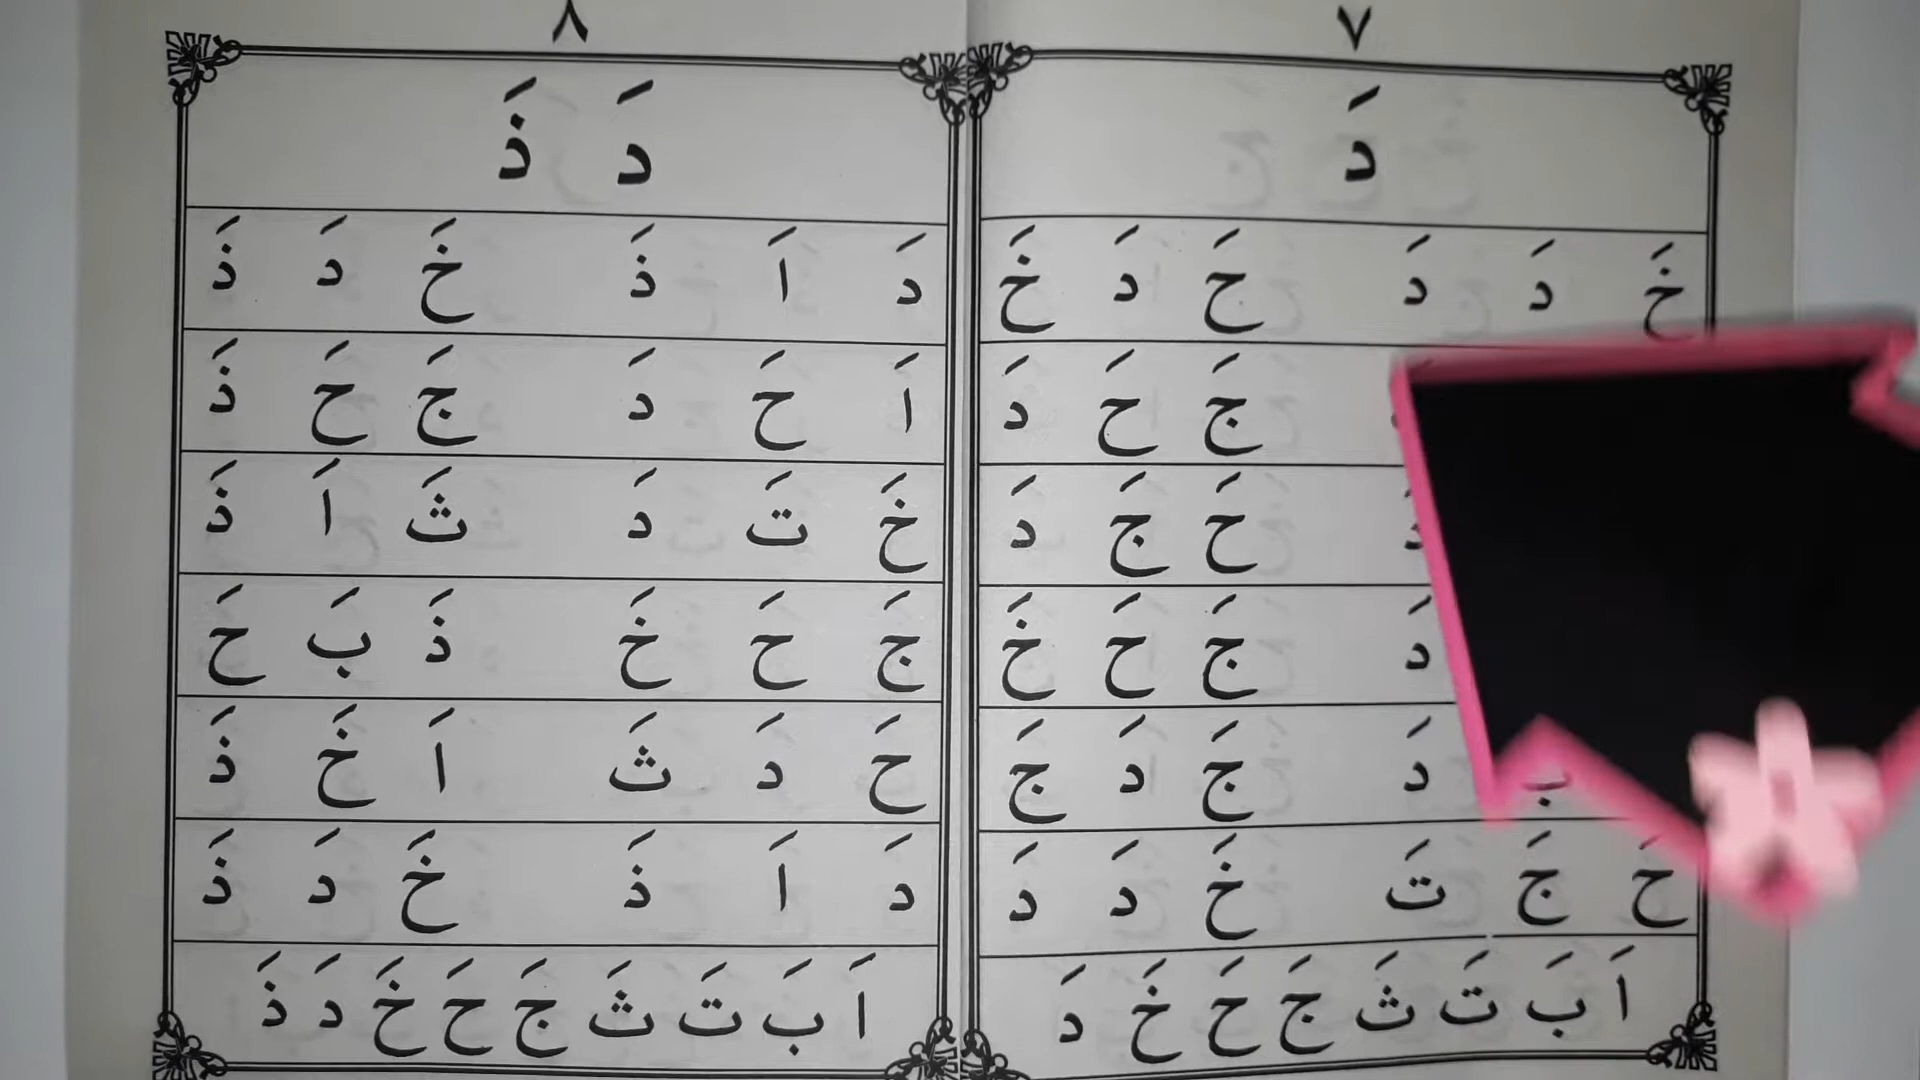 ٧
دَ
خَ دَ دَ حَ دَ خَ
جَ حَ دَ
حَ جَ دَ
دَ جَ حَ خَ
دَ جَ دَ جَ
حَ جَ تَ خَ دَ دَ
اَ بَ تَ ثَ جَ حَ خَ دَ
٨
دَ ذَ
دَ اَ ذَ خَ دَ ذَ
اَ حَ دَ جَ حَ ذَ
خَ تَ دَ ثَ اَ ذَ
جَ حَ خَ ذَ بَ حَ
حَ دَ ثَ اَ خَ ذَ
دَ اَ ذَ خَ دَ ذَ
اَ بَ تَ ثَ جَ حَ خَ دَ ذَ